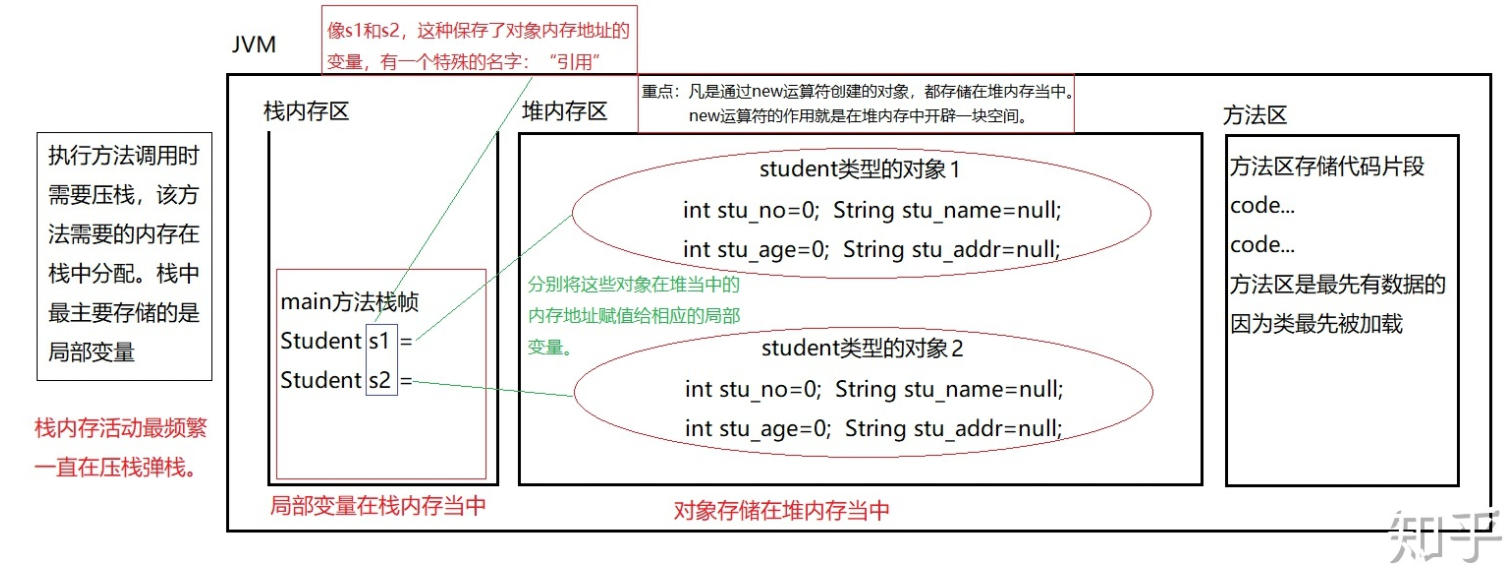 像s1和s2，这种保存了对象内存地址的
变量，有一个特殊的名字：“引用”
JVM
重点：凡是通过new运算符创建的对象，都存储在堆内存当中。
new运算符的作用就是在堆内存中开辟一块空间。
栈内存区
堆内存区
方法区
执行方法调用时
需要压栈，该方
法需要的内存在
栈中分配。栈中
最主要存储的是
局部变量
栈内存活动最频繁
一直在压栈弹栈。
main方法栈帧
Student s1 =
Student s2 =
局部变量在栈内存当中
student类型的对象1
int stu_no=0; String stu_name=null;
int stu_age=0; String stu_addr=null;
分别将这些对象在堆当中的
内存地址赋值给相应的局部
变量。
student类型的对象2
int stu_no=0; String stu_name=null;
int stu_age=0; String stu_addr=null;
对象存储在堆内存当中
方法区存储代码片段
code...
code...
方法区是最先有数据的
因为类最先被加载
知乎